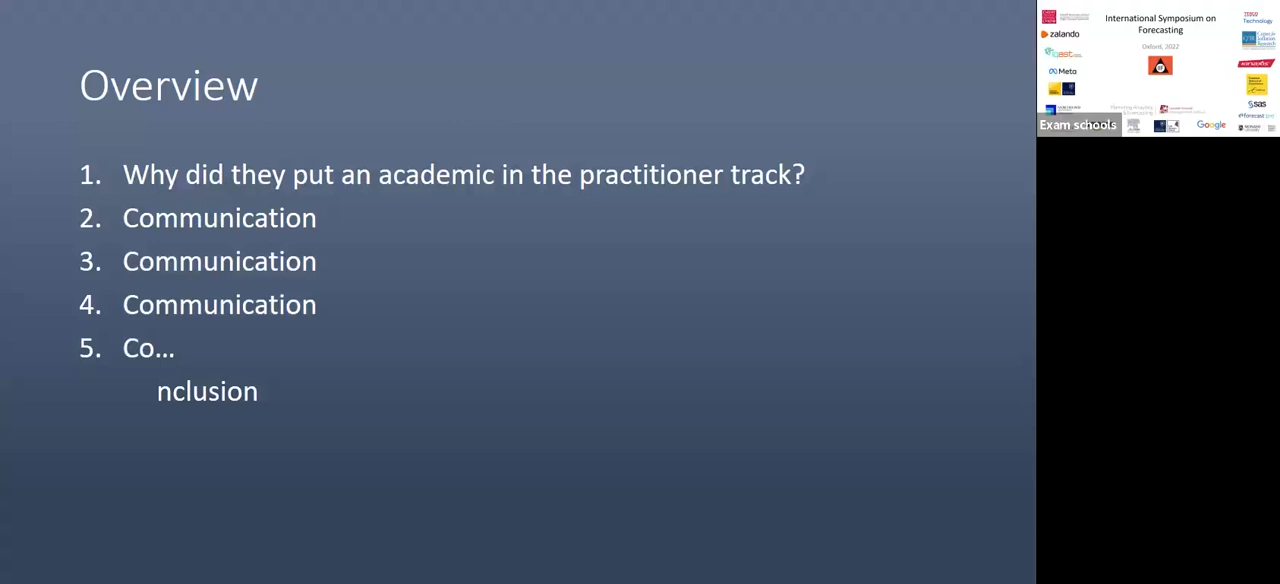 Overview
1. Why did they put an academic in the practitioner track?
2. Communication
3. Communication
4. Communication
5. Co...
nclusion
International Symposium on
Forecasting
Oxford, 2022
zalando
Meta
Exam schools
Google
Technology
sas